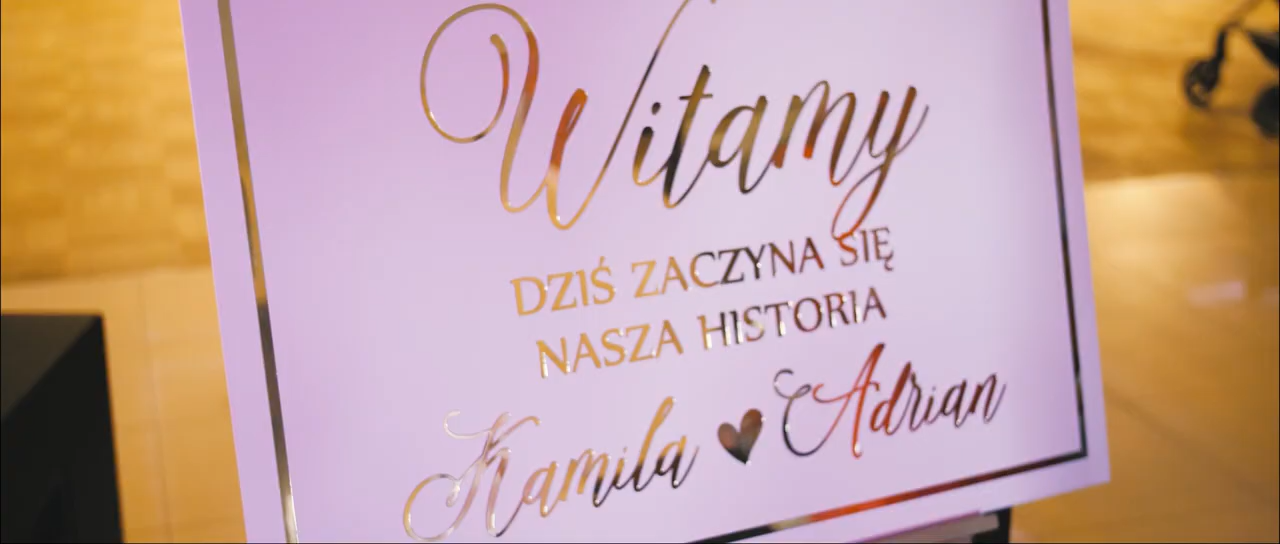 Witamy
DZIŚ ZACZYNA SIĘ
NASZA HISTORIA
Kamila ♥ Adrian